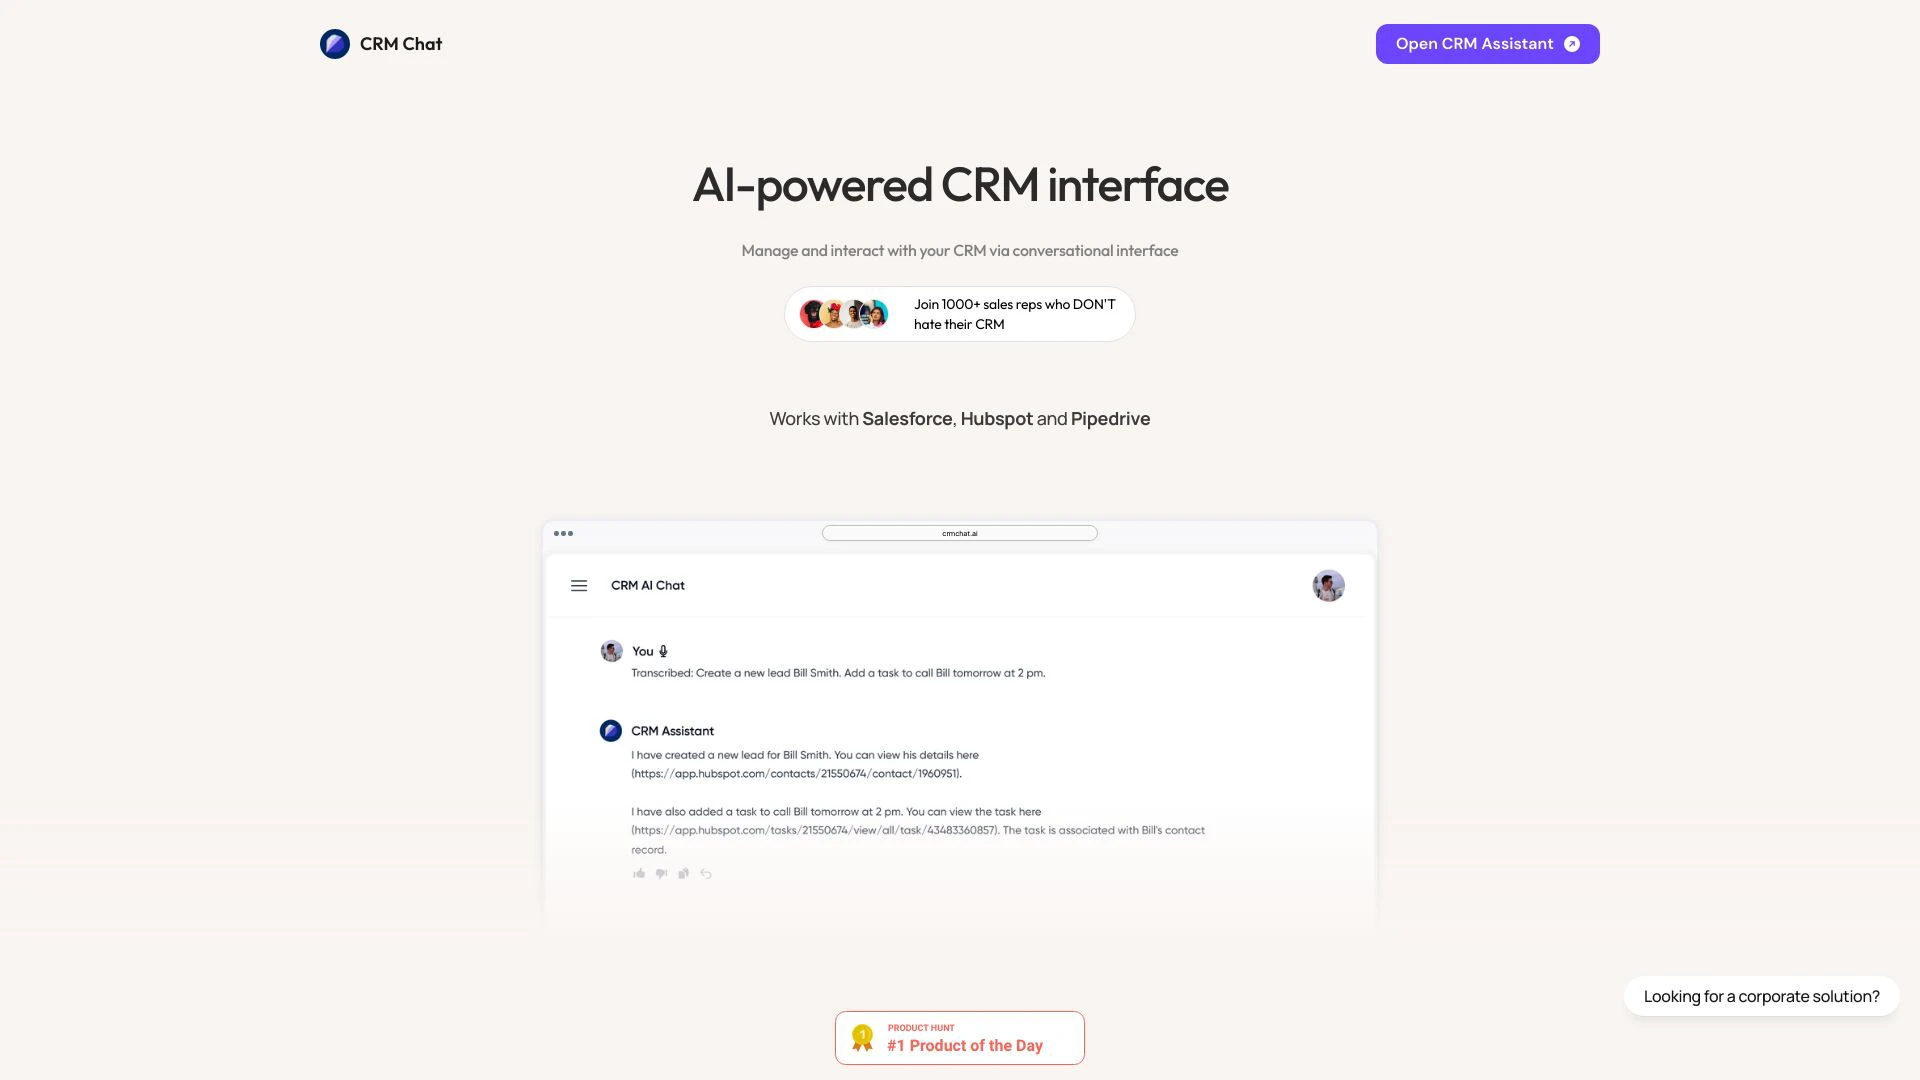 CRM Chat
Open CRM Assistant
AI-powered CRM interface
Manage and interact with your CRM via conversational interface
Join 1000+ sales reps who DON'T
hate their CRM
Works with Salesforce, Hubspot and Pipedrive
crmchat.ai
CRM AI Chat
You
Transcribed: Create a new lead Bill Smith. Add a task to call Bill tomorrow at 2 pm.
CRM Assistant
I have created a new lead for Bill Smith. You can view his details here
(https://app.hubspot.com/contacts/21550674/contact/1960951).
I have also added a task to call Bill tomorrow at 2 pm. You can view the task here
(https://app.hubspot.com/tasks/21550674/view/all/task/43483360857). The task is associated with Bill's contact
record.
Looking for a corporate solution?
1
PRODUCT HUNT
#1 Product of the Day